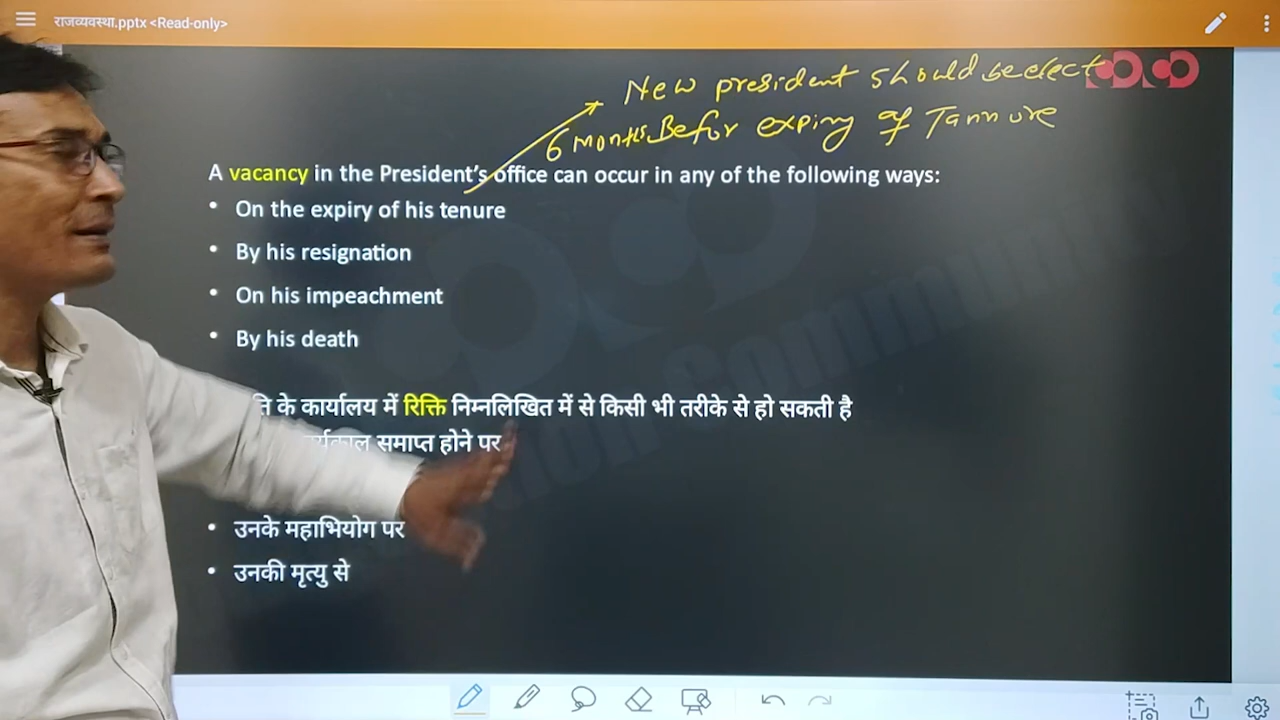 राजव्यवस्था.pptx <Read-only>
New president should be elect
6 months Befor expiry of Tannure
A vacancy in the President's office can occur in any of the following ways:
• On the expiry of his tenure
• By his resignation
• On his impeachment
• By his death
के कार्यालय में रिक्ति निम्नलिखित में से किसी भी तरीके से हो सकती है
समाप्त होने पर
• उनके महाभियोग पर
• उनकी मृत्यु से